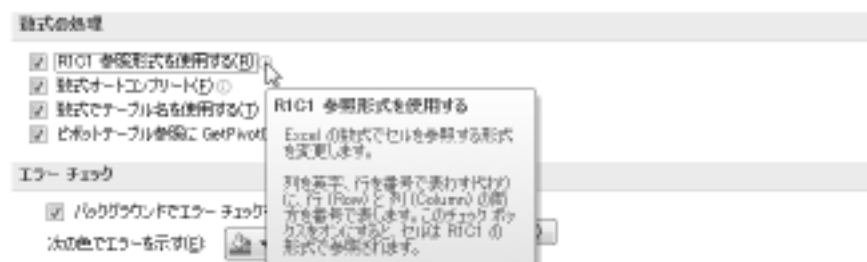 数式の処理
R1C1 参照形式を使用する(R)
数式オートコンプリート(F)
数式でテーブル名を使用する(T)
ピボットテーブル参照に GetPivotD
R1C1 参照形式を使用する
Excel の数式でセルを参照する形式
を変更します。
列を英字、行を番号で表わす代わり
に、行 (Row) と列 (Column) の両
方を番号で表します。このチェック ボッ
クスをオンにすると、セルは R1C1 の
形式で参照されます。
エラー チェック
バックグラウンドでエラー チェック
次の色でエラーを示す(E):